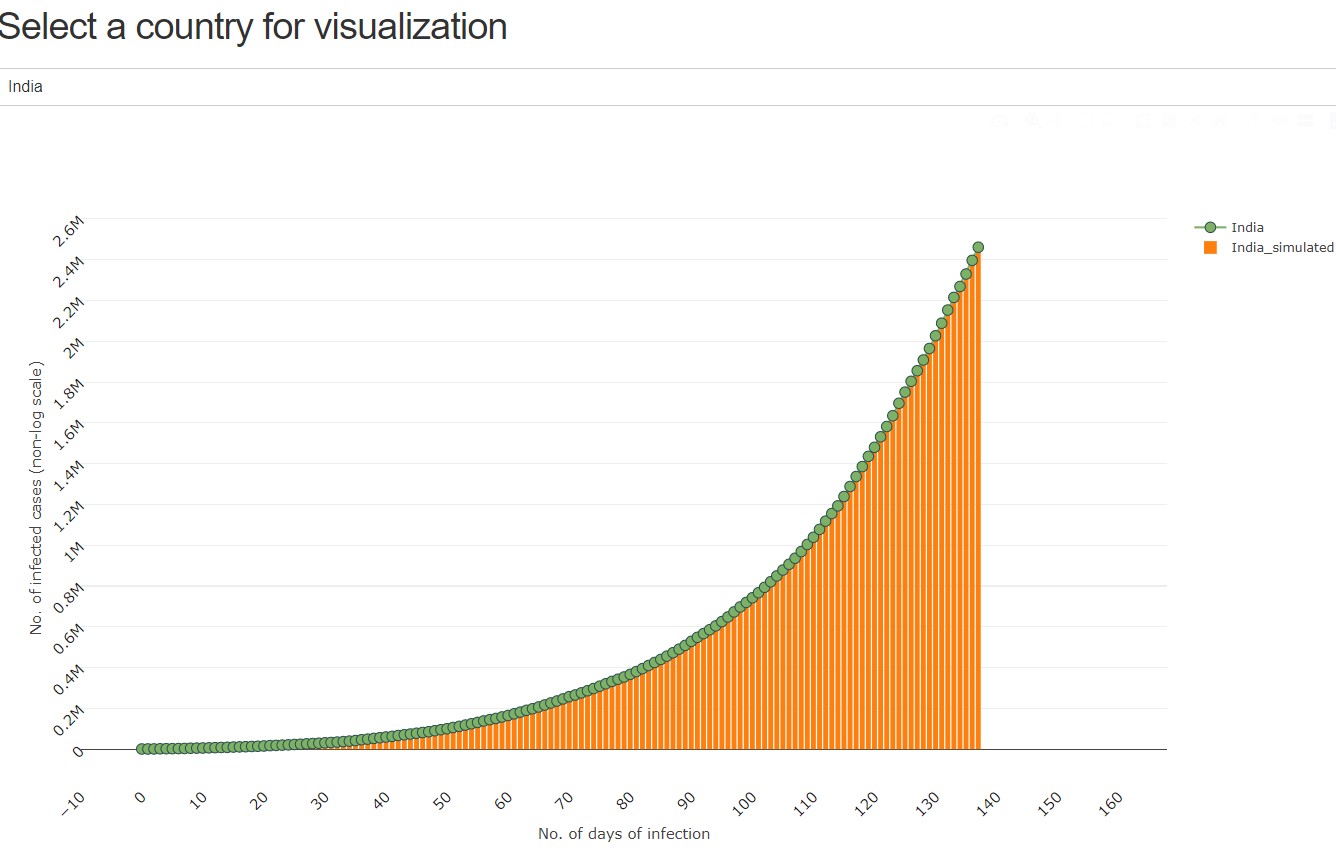 Select a country for visualization
India
2.6M
2.4M
2.2M
2M
1.8M
1.6M
1.4M
1.2M
1M
0.8M
0.6M
0.4M
0.2M
0
No. of infected cases (non-log scale)
India
India_simulated
−10 0 10 20 30 40 50 60 70 80 90 100 110 120 130 140 150 160
No. of days of infection